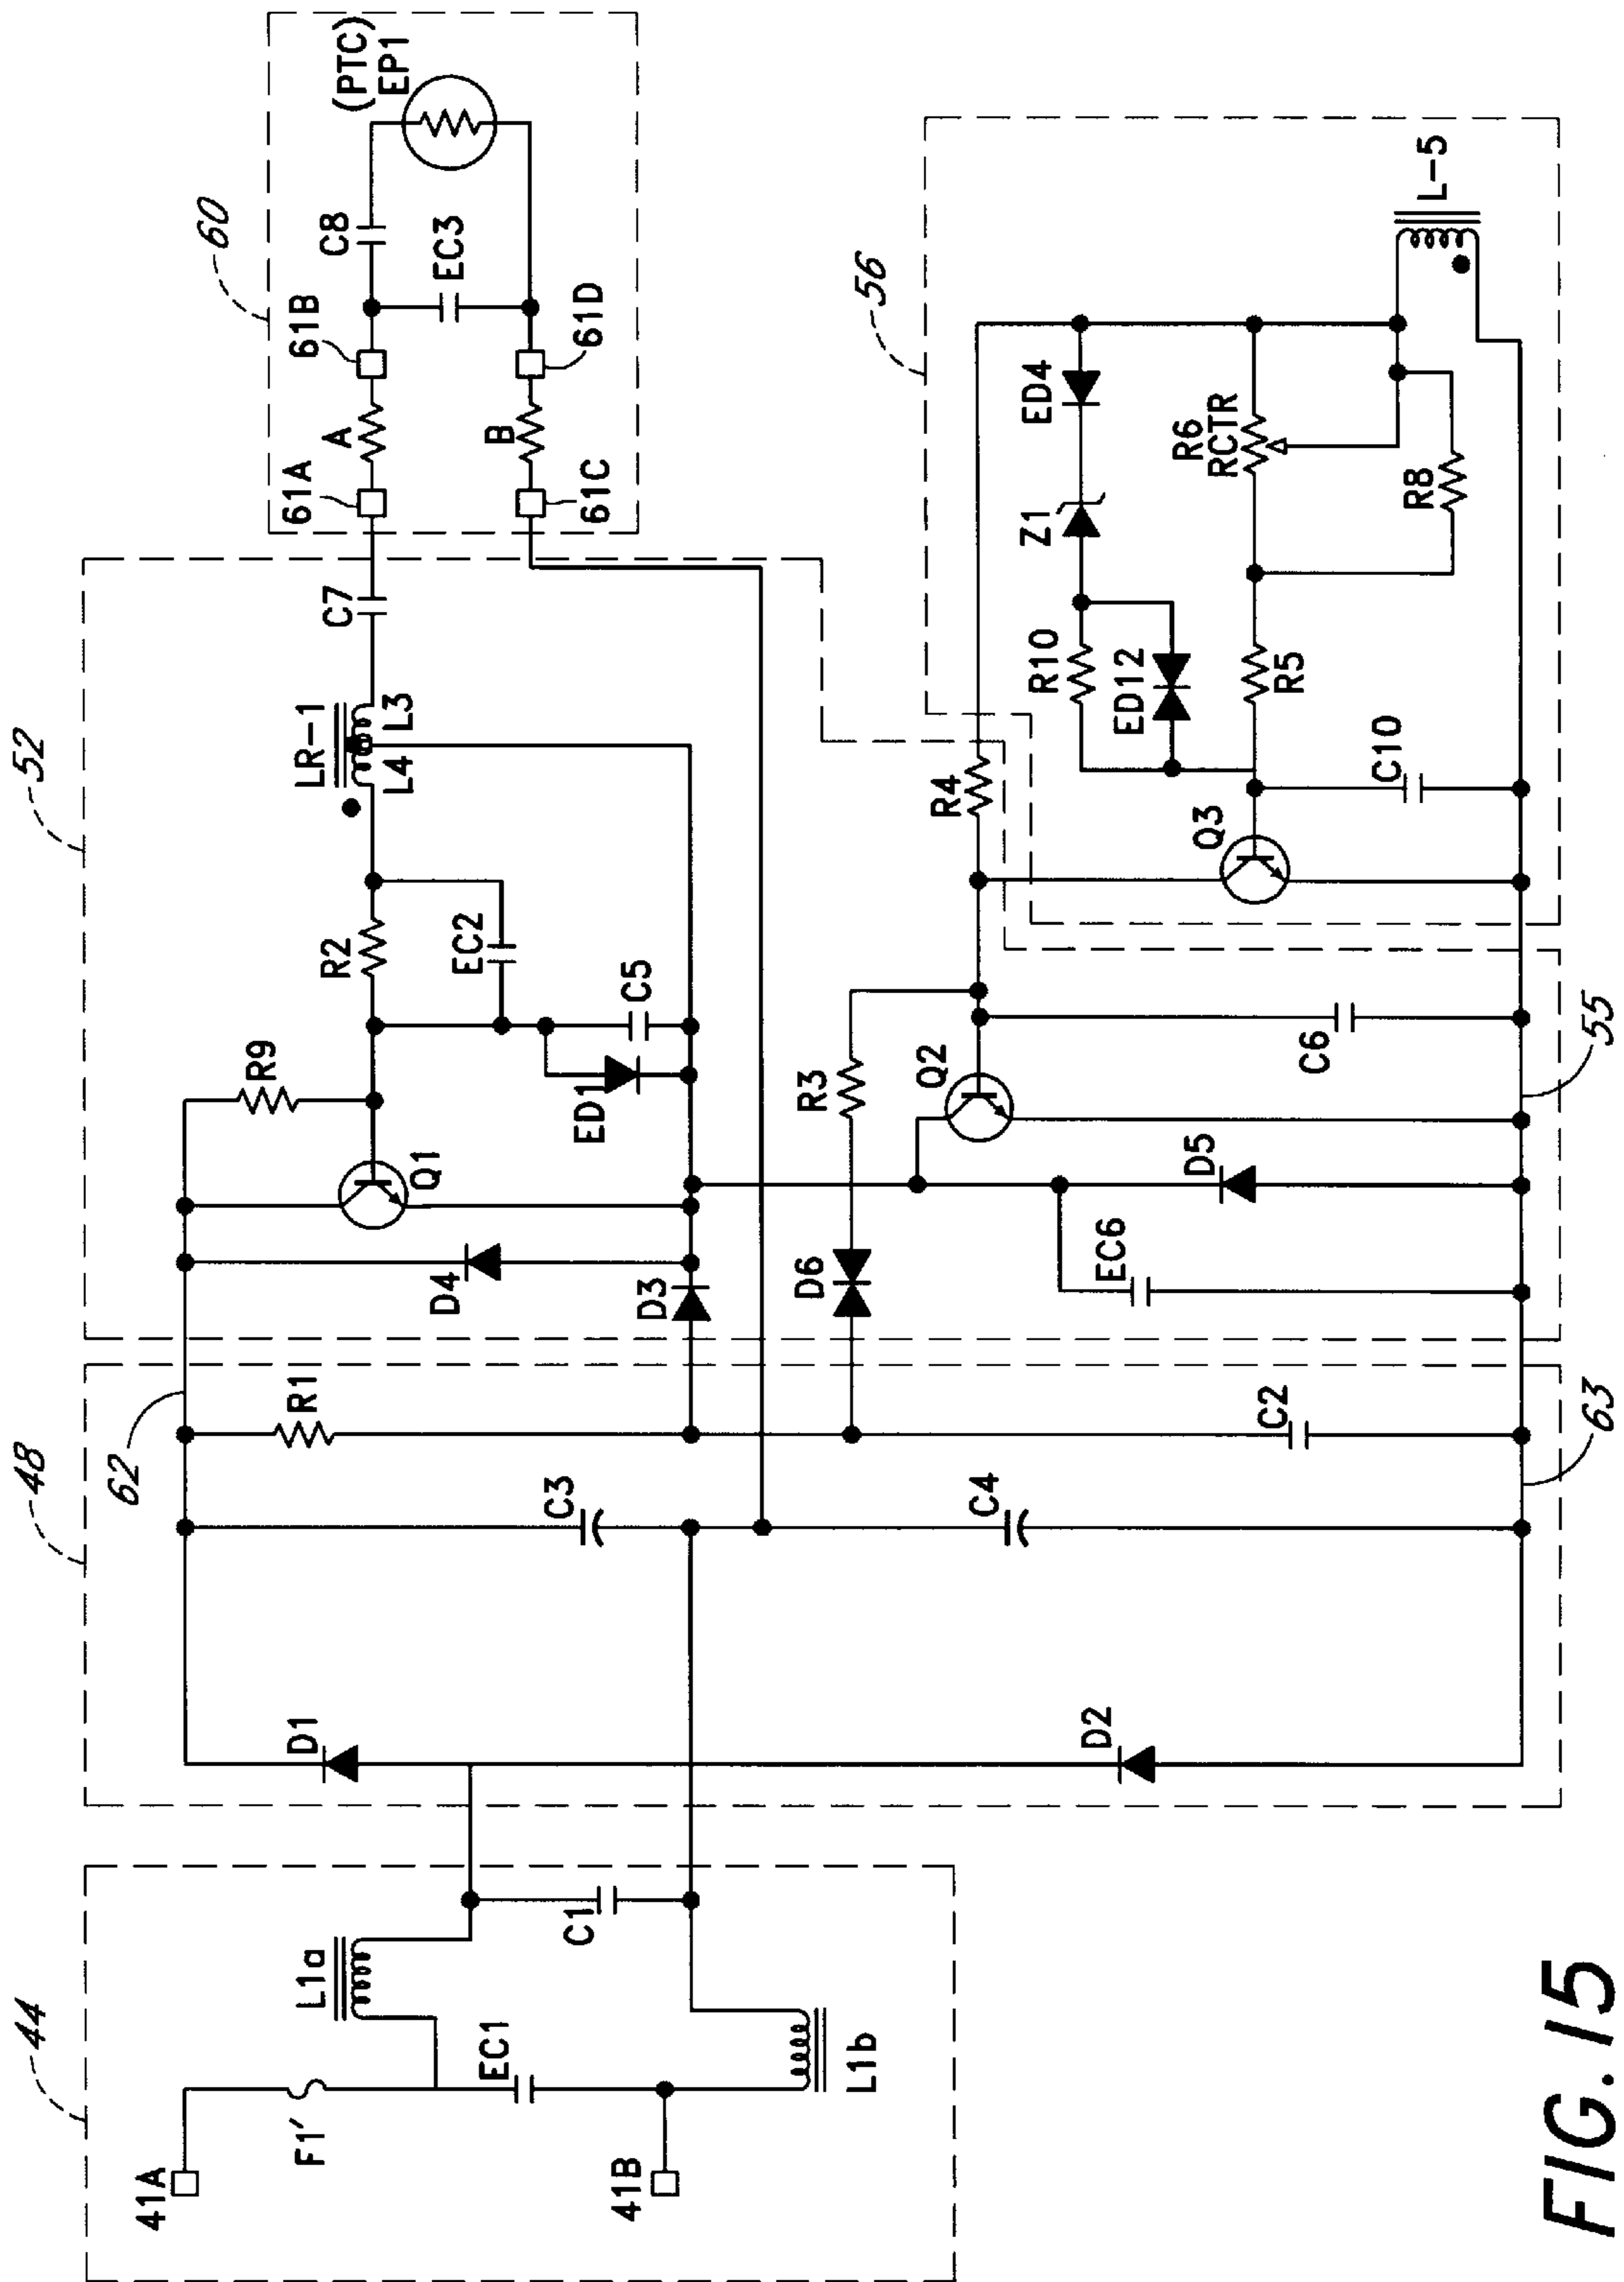 44
41A
F1′
L1a
EC1
C1
41B
L1b
48
62
D1
D2
C3
C4
R1
C2
63
52
R9
Q1
D4
D3
R2
EC2
C5
ED1
LR-1
L4
L3
C7
D6
R3
Q2
EC6
D5
C6
55
60
61A
A
61B
C8
(PTC)
EP1
EC3
61C
B
61D
56
R4
R10
Z1
ED4
ED12
R6
RCTR
R5
R8
Q3
C10
L-5
FIG.15